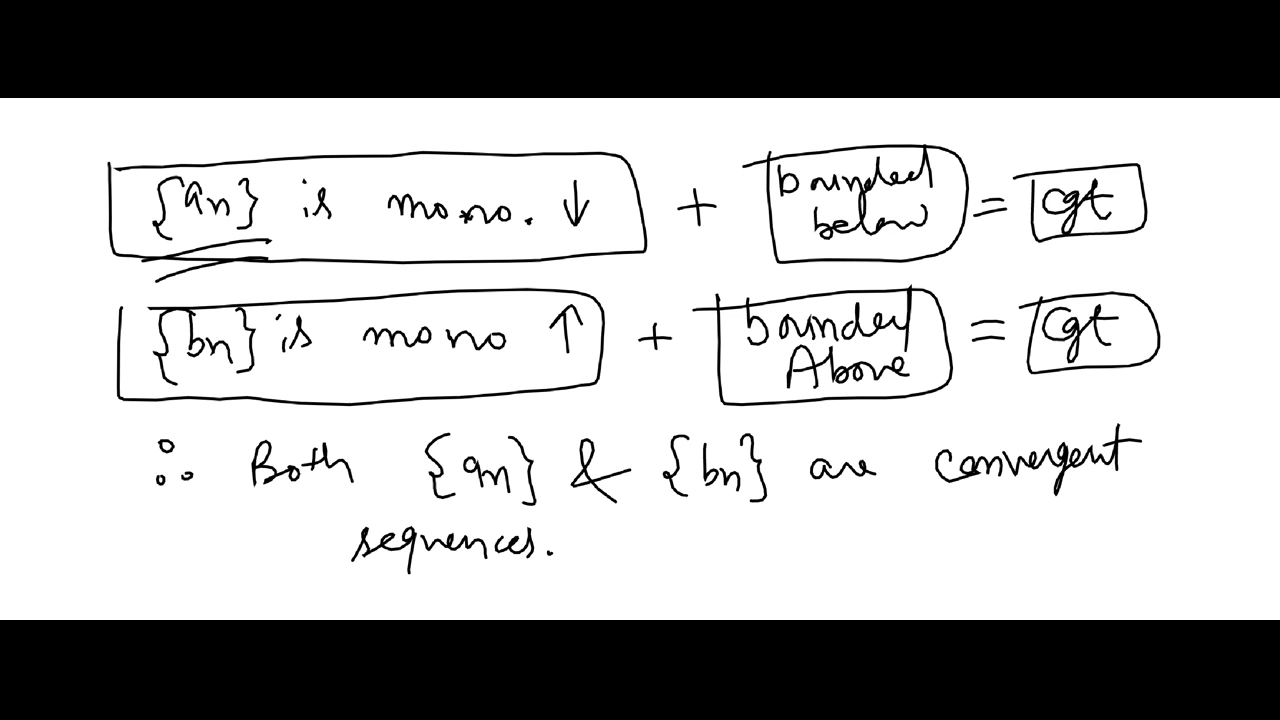 {an} is mono. ↓ + bounded below = cgt
{bn} is mono ↑ + bounded Above = cgt
∴ Both {an} & {bn} are convergent
sequences.